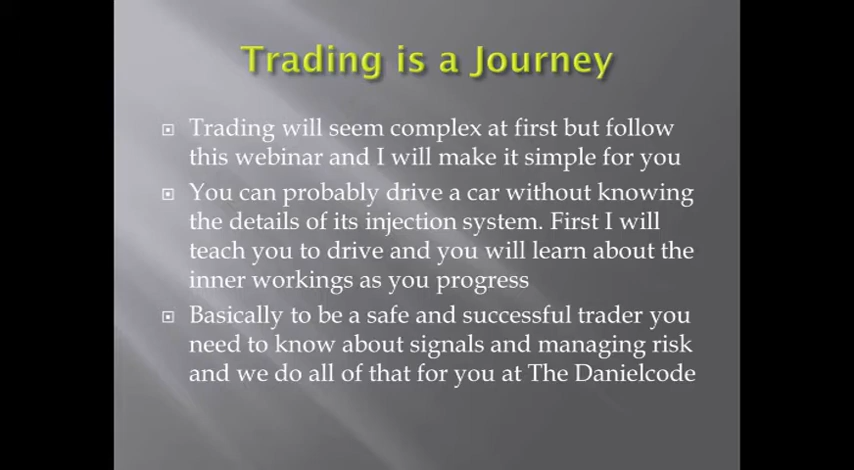 Trading is a Journey
Trading will seem complex at first but follow
this webinar and I will make it simple for you
You can probably drive a car without knowing
the details of its injection system. First I will
teach you to drive and you will learn about the
inner workings as you progress
Basically to be a safe and successful trader you
need to know about signals and managing risk
and we do all of that for you at The Danielcode